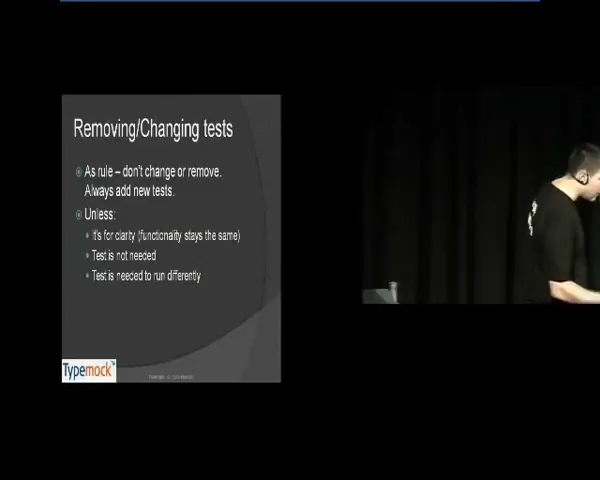 Removing/Changing tests
As rule – don't change or remove.
Always add new tests.
Unless:
It's for clarity (functionality stays the same)
Test is not needed
Test is needed to run differently
Typemock